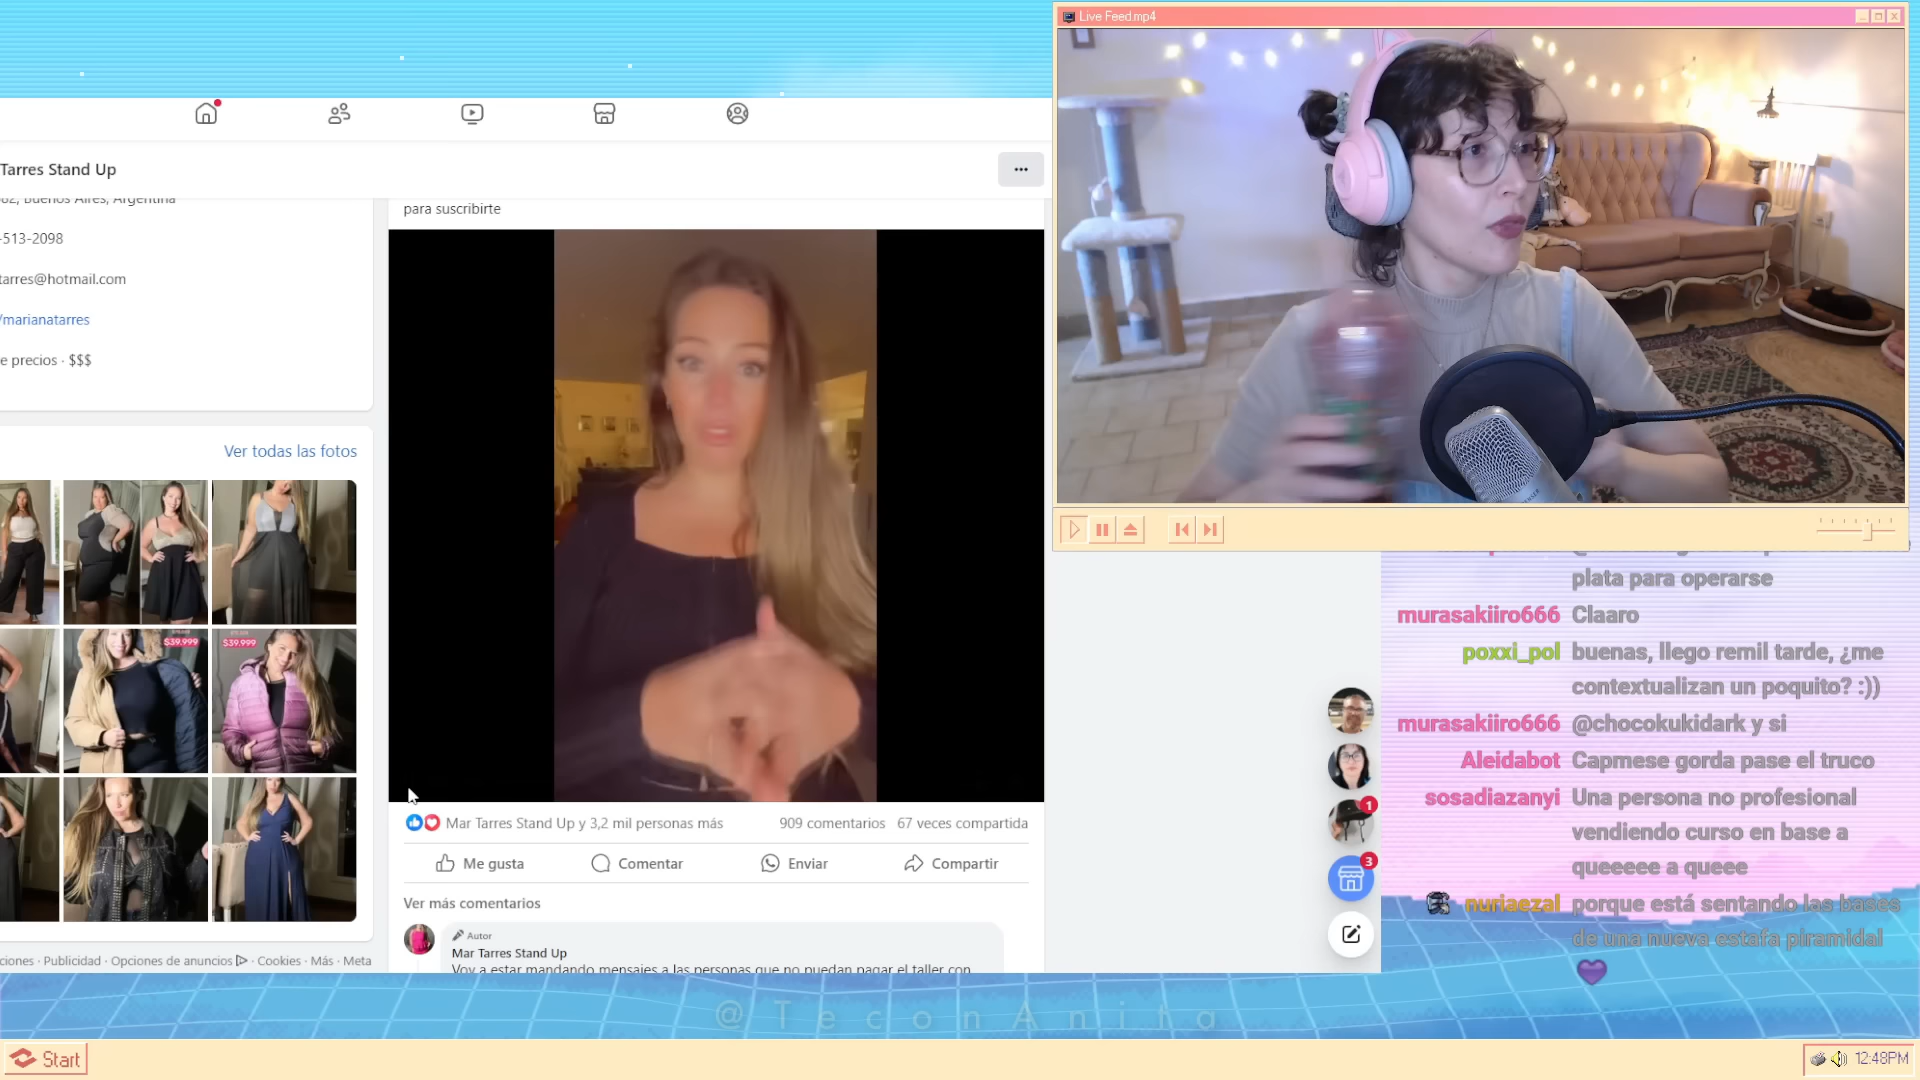 Live Feed.mp4
Tarres Stand Up
Buenos Aires, Argentina
-513-2098
tarres@hotmail.com
/marianatarres
e precios · $$$
para suscribirte
Ver todas las fotos
$39.999
$39.999
Mar Tarres Stand Up y 3,2 mil personas más
909 comentarios
67 veces compartida
Me gusta
Comentar
Enviar
Compartir
Ver más comentarios
Autor
Mar Tarres Stand Up
Voy a estar mandando mensajes a las personas que no puedan pagar el taller con
ciones · Publicidad · Opciones de anuncios · Cookies · Más · Meta
1
3
plata para operarse
murasakiiro666 Claaro
poxxi_pol buenas, llego remil tarde, ¿me
contextualizan un poquito? :))
murasakiiro666 @chocokukidark y si
Aleidabot Capmese gorda pase el truco
sosadiazanyi Una persona no profesional
vendiendo curso en base a
queeeee a queee
nuriaezal porque está sentando las bases
de una nueva estafa piramidal
💜
@TeconAnita
Start
12:48PM